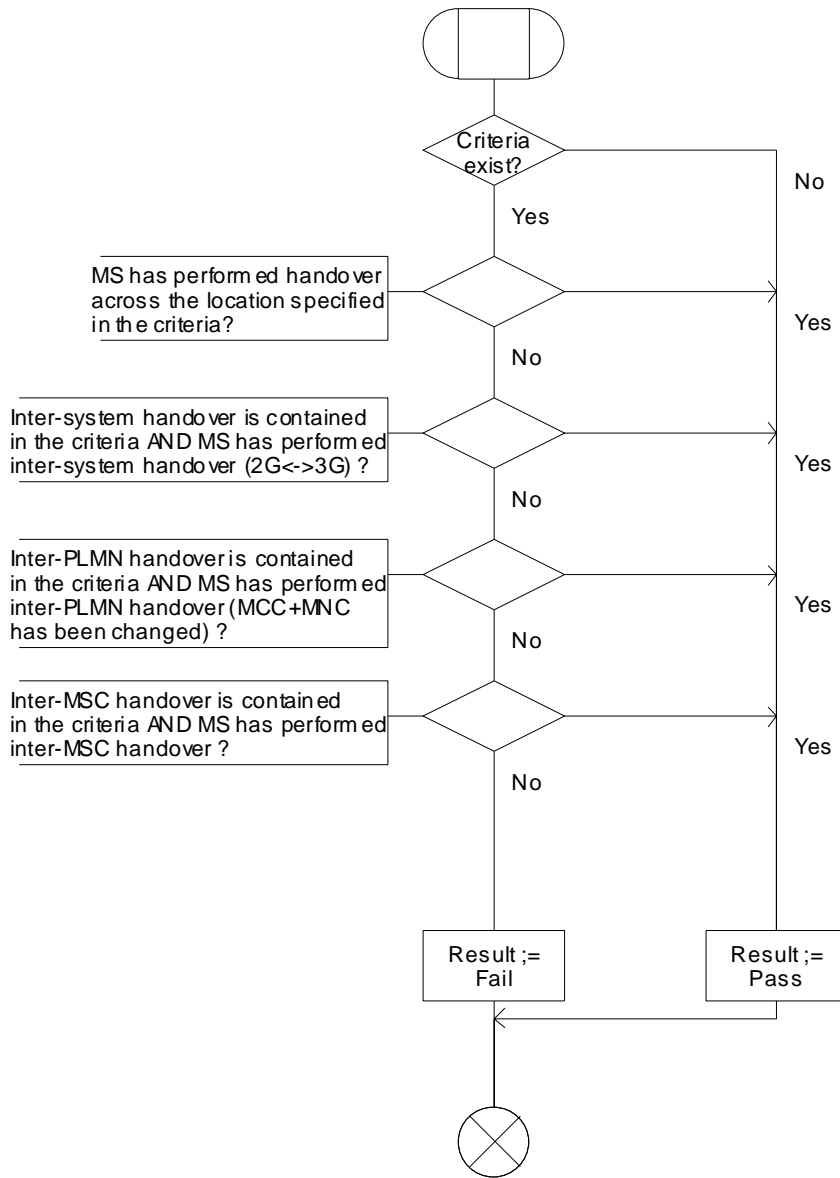 Criteria
exist?
No
Yes
MS has performed handover
across the location specified
in the criteria?
Yes
No
Inter-system handover is contained
in the criteria AND MS has performed
inter-system handover (2G<->3G) ?
Yes
No
Inter-PLMN handover is contained
in the criteria AND MS has performed
inter-PLMN handover (MCC+MNC
has been changed) ?
Yes
No
Inter-MSC handover is contained
in the criteria AND MS has performed
inter-MSC handover ?
Yes
No
Result ;=
Fail
Result ;=
Pass